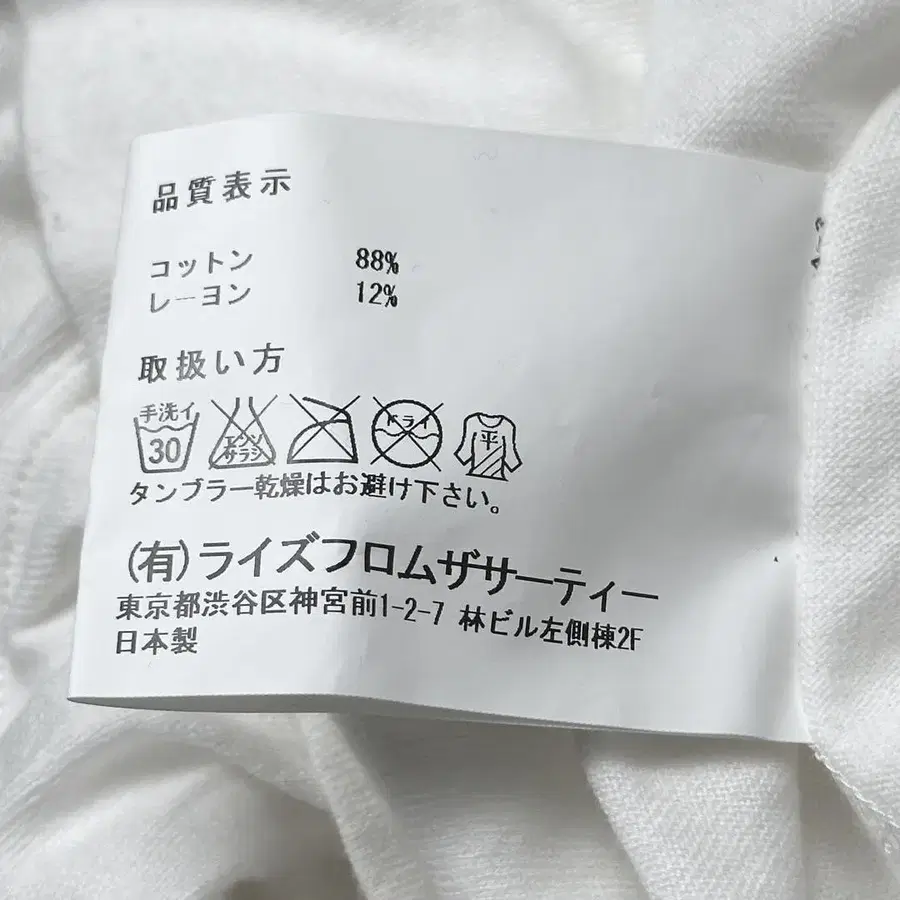 品質表示
コットン 88%
レーヨン 12%
取扱い方
手洗イ
30
エンソ
サラシ
ドライ
平
タンブラー乾燥はお避け下さい。
(有)ライズフロムザサーティー
東京都渋谷区神宮前1-2-7 林ビル左側棟2F
日本製